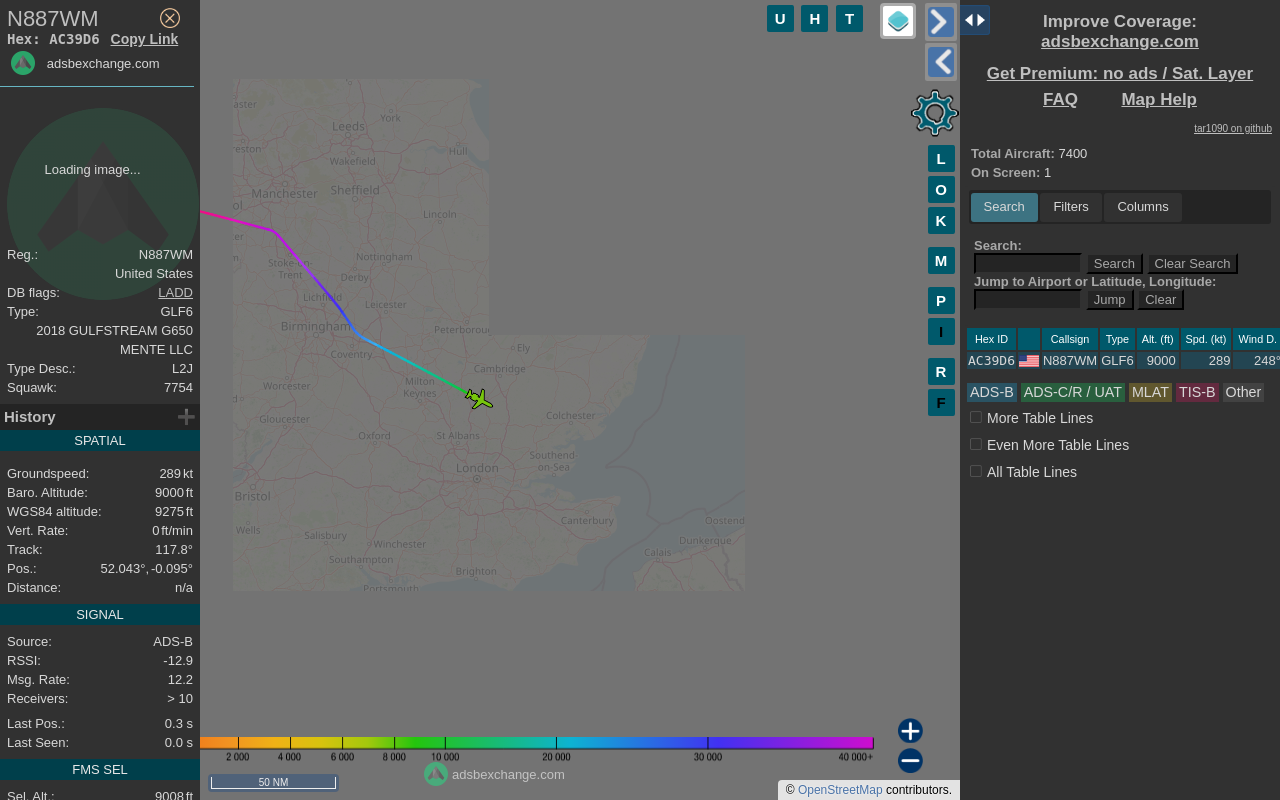 N887WM
Hex: AC39D6 Copy Link
adsbexchange.com
Loading image...
Reg.: N887WM
United States
DB flags: LADD
Type: GLF6
2018 GULFSTREAM G650
MENTE LLC
Type Desc.: L2J
Squawk: 7754
History
SPATIAL
Groundspeed: 289 kt
Baro. Altitude: 9000 ft
WGS84 altitude: 9275 ft
Vert. Rate: 0 ft/min
Track: 117.8°
Pos.: 52.043°, -0.095°
Distance: n/a
SIGNAL
Source: ADS-B
RSSI: -12.9
Msg. Rate: 12.2
Receivers: > 10
Last Pos.: 0.3 s
Last Seen: 0.0 s
FMS SEL
Sel. Alt.: 9008 ft
U H T
L
O
K
M
P
I
R
F
York
Leeds
Hull
Wakefield
Manchester
Sheffield
Lincoln
Stoke-on-
Trent
Nottingham
Derby
Lichfield
Leicester
Birmingham
Peterborou
Ely
Coventry
Cambridge
Worcester
Milton
Keynes
Colchester
Gloucester
Oxford
St Albans
Southend
on-Sea
London
Bristol
Canterbury
Oostend
Wells
Salisbury
Winchester
Dunkerque
Calais
Southampton
Brighton
Portsmouth
2 000 4 000 6 000 8 000 10 000 20 000 30 000 40 000+
50 NM
adsbexchange.com
© OpenStreetMap contributors.
Improve Coverage:
adsbexchange.com
Get Premium: no ads / Sat. Layer
FAQ Map Help
tar1090 on github
Total Aircraft: 7400
On Screen: 1
Search Filters Columns
Search:
Search Clear Search
Jump to Airport or Latitude, Longitude:
Jump Clear
Hex ID Callsign Type Alt. (ft) Spd. (kt) Wind D.
AC39D6 N887WM GLF6 9000 289 248°
ADS-B ADS-C/R / UAT MLAT TIS-B Other
More Table Lines
Even More Table Lines
All Table Lines